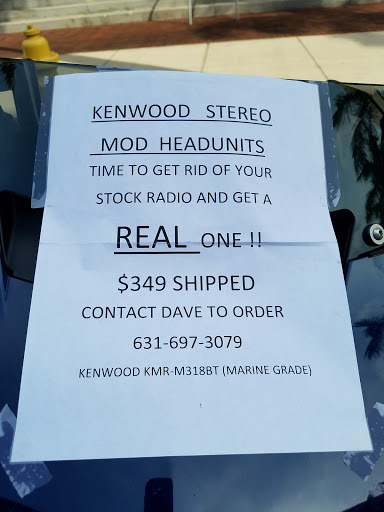 KENWOOD STEREO
MOD HEADUNITS
TIME TO GET RID OF YOUR
STOCK RADIO AND GET A
REAL ONE !!
$349 SHIPPED
CONTACT DAVE TO ORDER
631-697-3079
KENWOOD KMR-M318BT (MARINE GRADE)